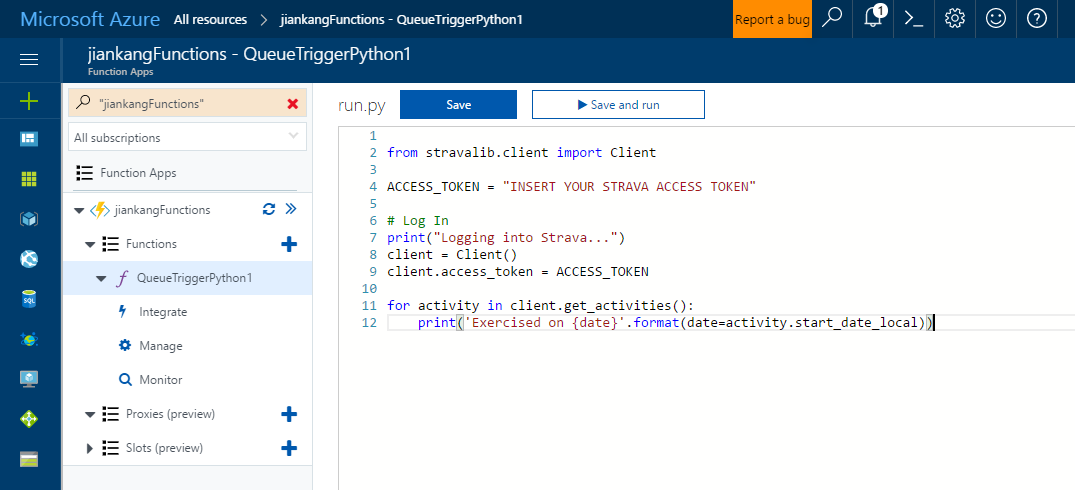 Microsoft Azure All resources > jiankangFunctions - QueueTriggerPython1 Report a bug 1
jiankangFunctions - QueueTriggerPython1
Function Apps
"jiankangFunctions"
All subscriptions
Function Apps
jiankangFunctions
Functions
QueueTriggerPython1
Integrate
Manage
Monitor
Proxies (preview)
Slots (preview)
SQL
run.py Save Save and run
1
2 from stravalib.client import Client
3
4 ACCESS_TOKEN = "INSERT YOUR STRAVA ACCESS TOKEN"
5
6 # Log In
7 print("Logging into Strava...")
8 client = Client()
9 client.access_token = ACCESS_TOKEN
10
11 for activity in client.get_activities():
12 print('Exercised on {date}'.format(date=activity.start_date_local))